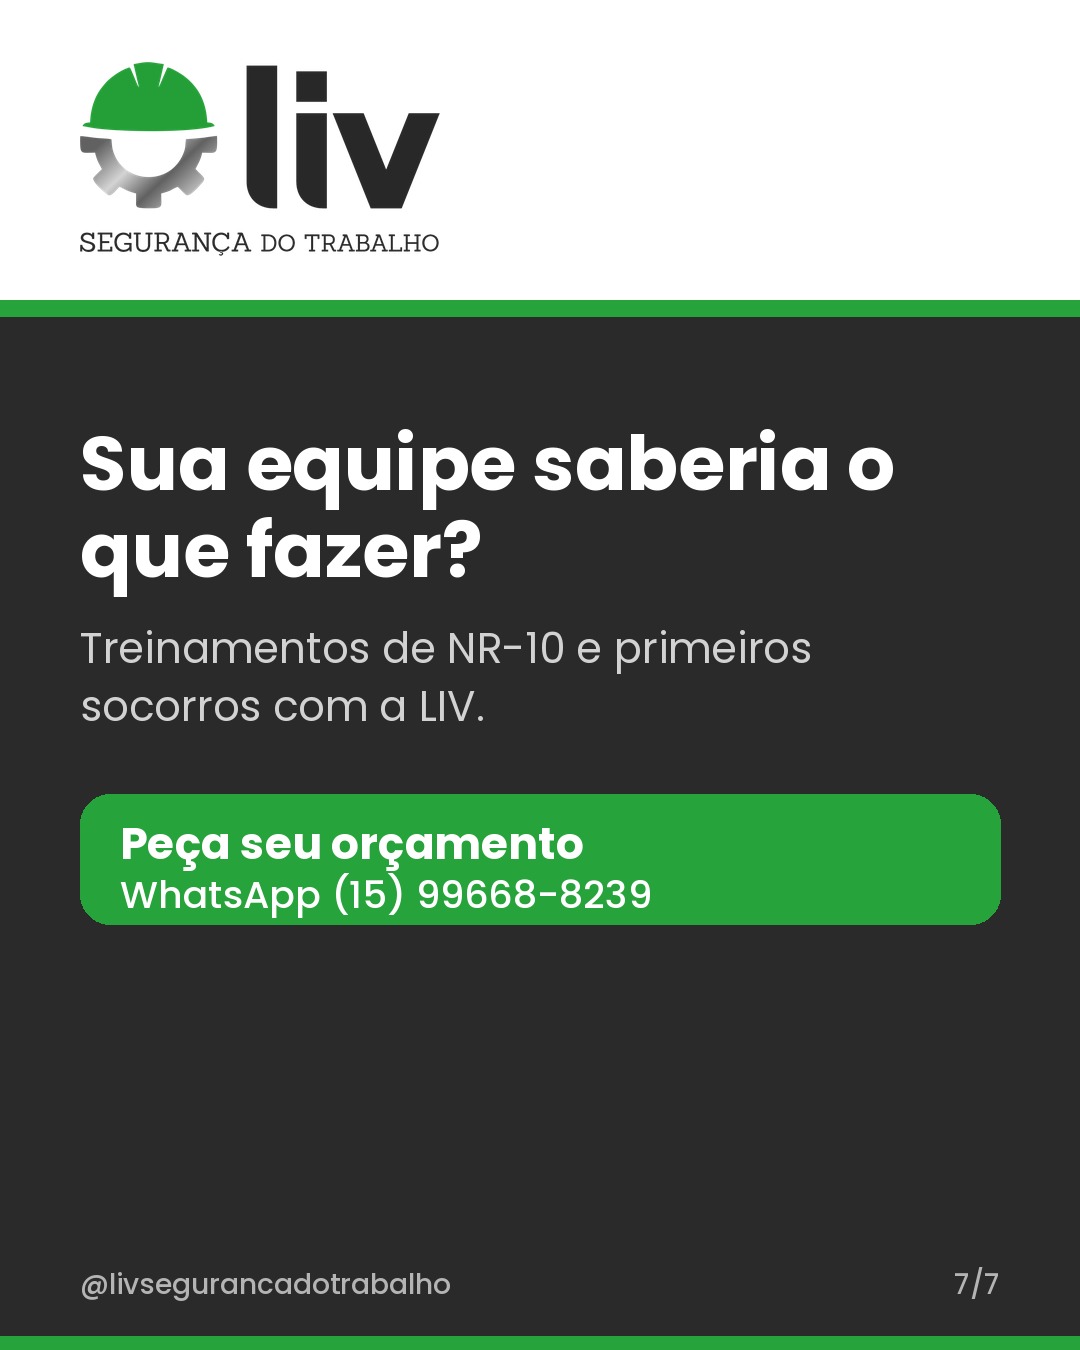 liv
SEGURANÇA DO TRABALHO
Sua equipe saberia o
que fazer?
Treinamentos de NR-10 e primeiros
socorros com a LIV.
Peça seu orçamento
WhatsApp (15) 99668-8239
@livsegurancadotrabalho
7/7